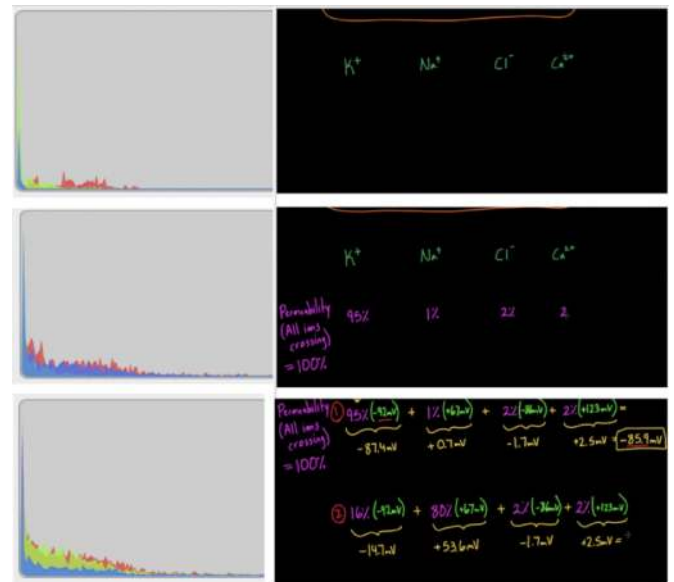 K⁺ Na⁺ Cl⁻ Ca²⁺
K⁺ Na⁺ Cl⁻ Ca²⁺
Permeability 95% 1% 2% 2
(All ions
crossing)
=100%
Permeability ① 95%(-92mV) + 1%(+67mV) + 2%(-86mV) + 2%(+123mV) =
(All ions
crossing)
-87.4mV +0.7mV -1.7mV +2.5mV = -85.9mV
=100%
② 16%(-92mV) + 80%(+67mV) + 2%(-86mV) + 2%(+123mV)
-14.7mV +53.6mV -1.7mV +2.5mV =